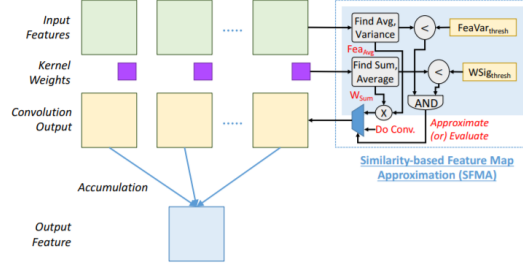 Input
Features
Kernel
Weights
Convolution
Output
.....
.....
Accumulation
Output
Feature
Find Avg,
Variance
<
FeaVarthresh
FeaAvg
Find Sum,
Average
<
WSigthresh
WSum
X
AND
Do Conv.
Approximate
(or) Evaluate
Similarity-based Feature Map
Approximation (SFMA)